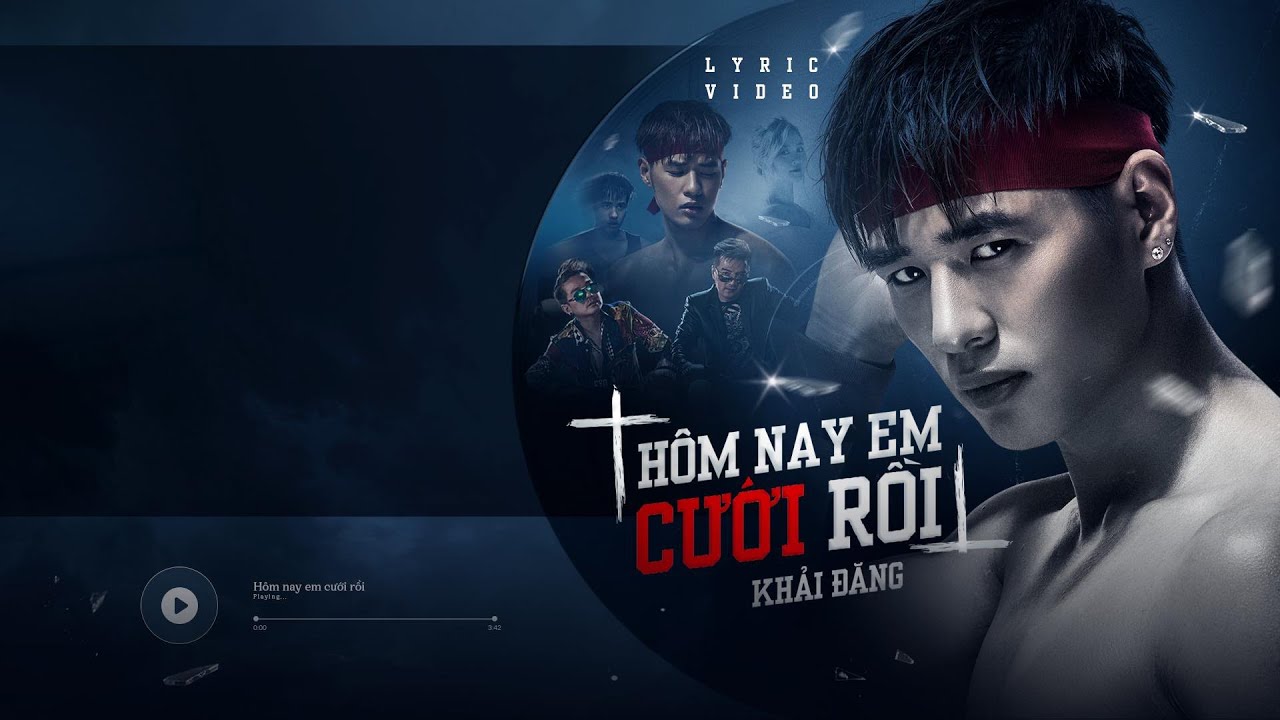 LYRIC
VIDEO
HÔM NAY EM
CƯỚI RỒI
KHẢI ĐĂNG
Hôm nay em cưới rồi
Playing...
0:00
3:42